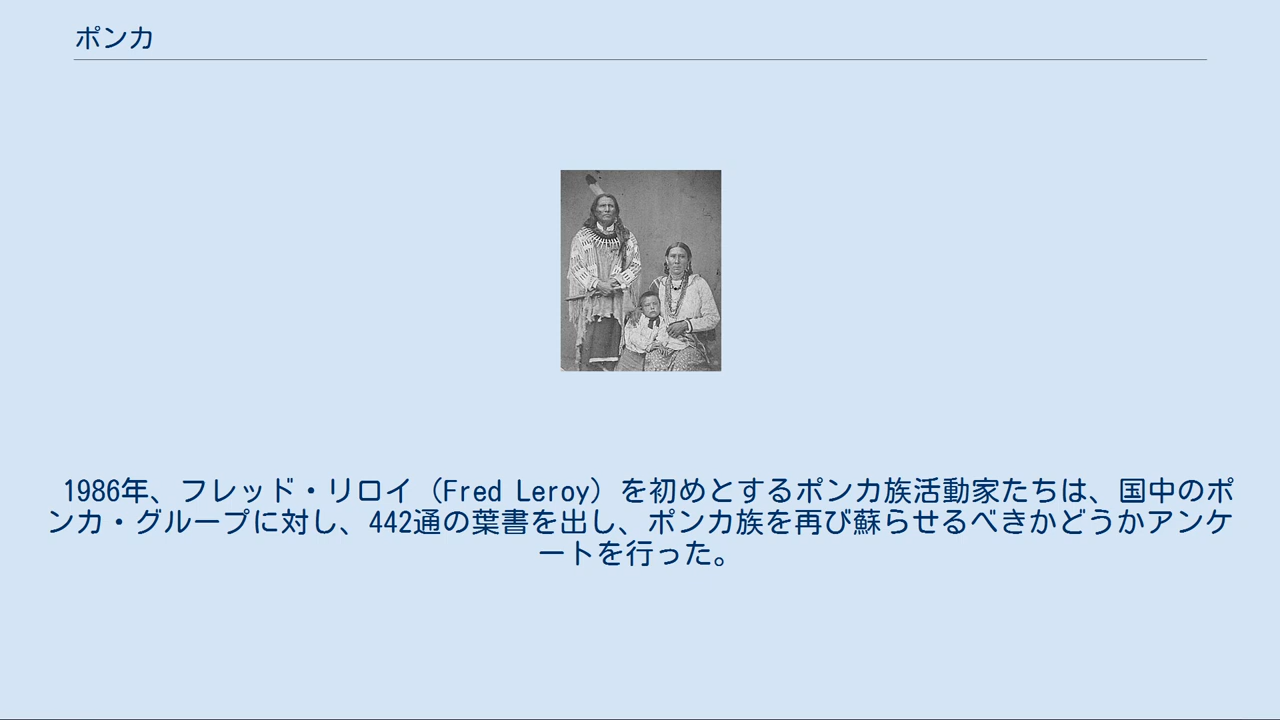 ポンカ
1986年、フレッド・リロイ（Fred Leroy）を初めとするポンカ族活動家たちは、国中のポ
ンカ・グループに対し、442通の葉書を出し、ポンカ族を再び蘇らせるべきかどうかアンケ
ートを行った。